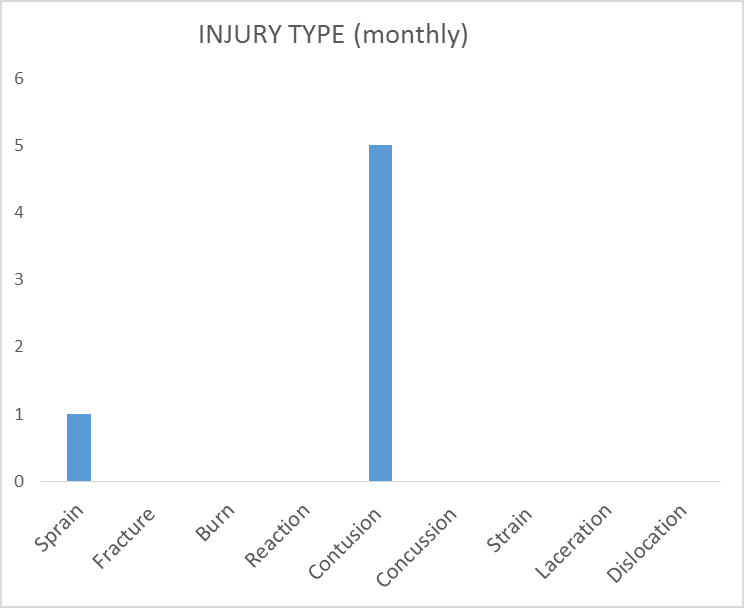 INJURY TYPE (monthly)
6
5
4
3
2
1
0
Sprain
Fracture
Burn
Reaction
Contusion
Concussion
Strain
Laceration
Dislocation